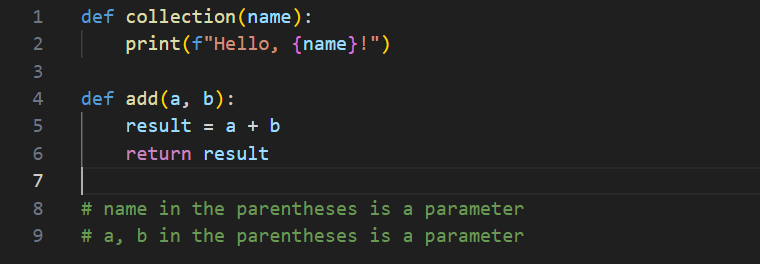 1 def collection(name):
2     print(f"Hello, {name}!")
3
4 def add(a, b):
5     result = a + b
6     return result
7
8 # name in the parentheses is a parameter
9 # a, b in the parentheses is a parameter